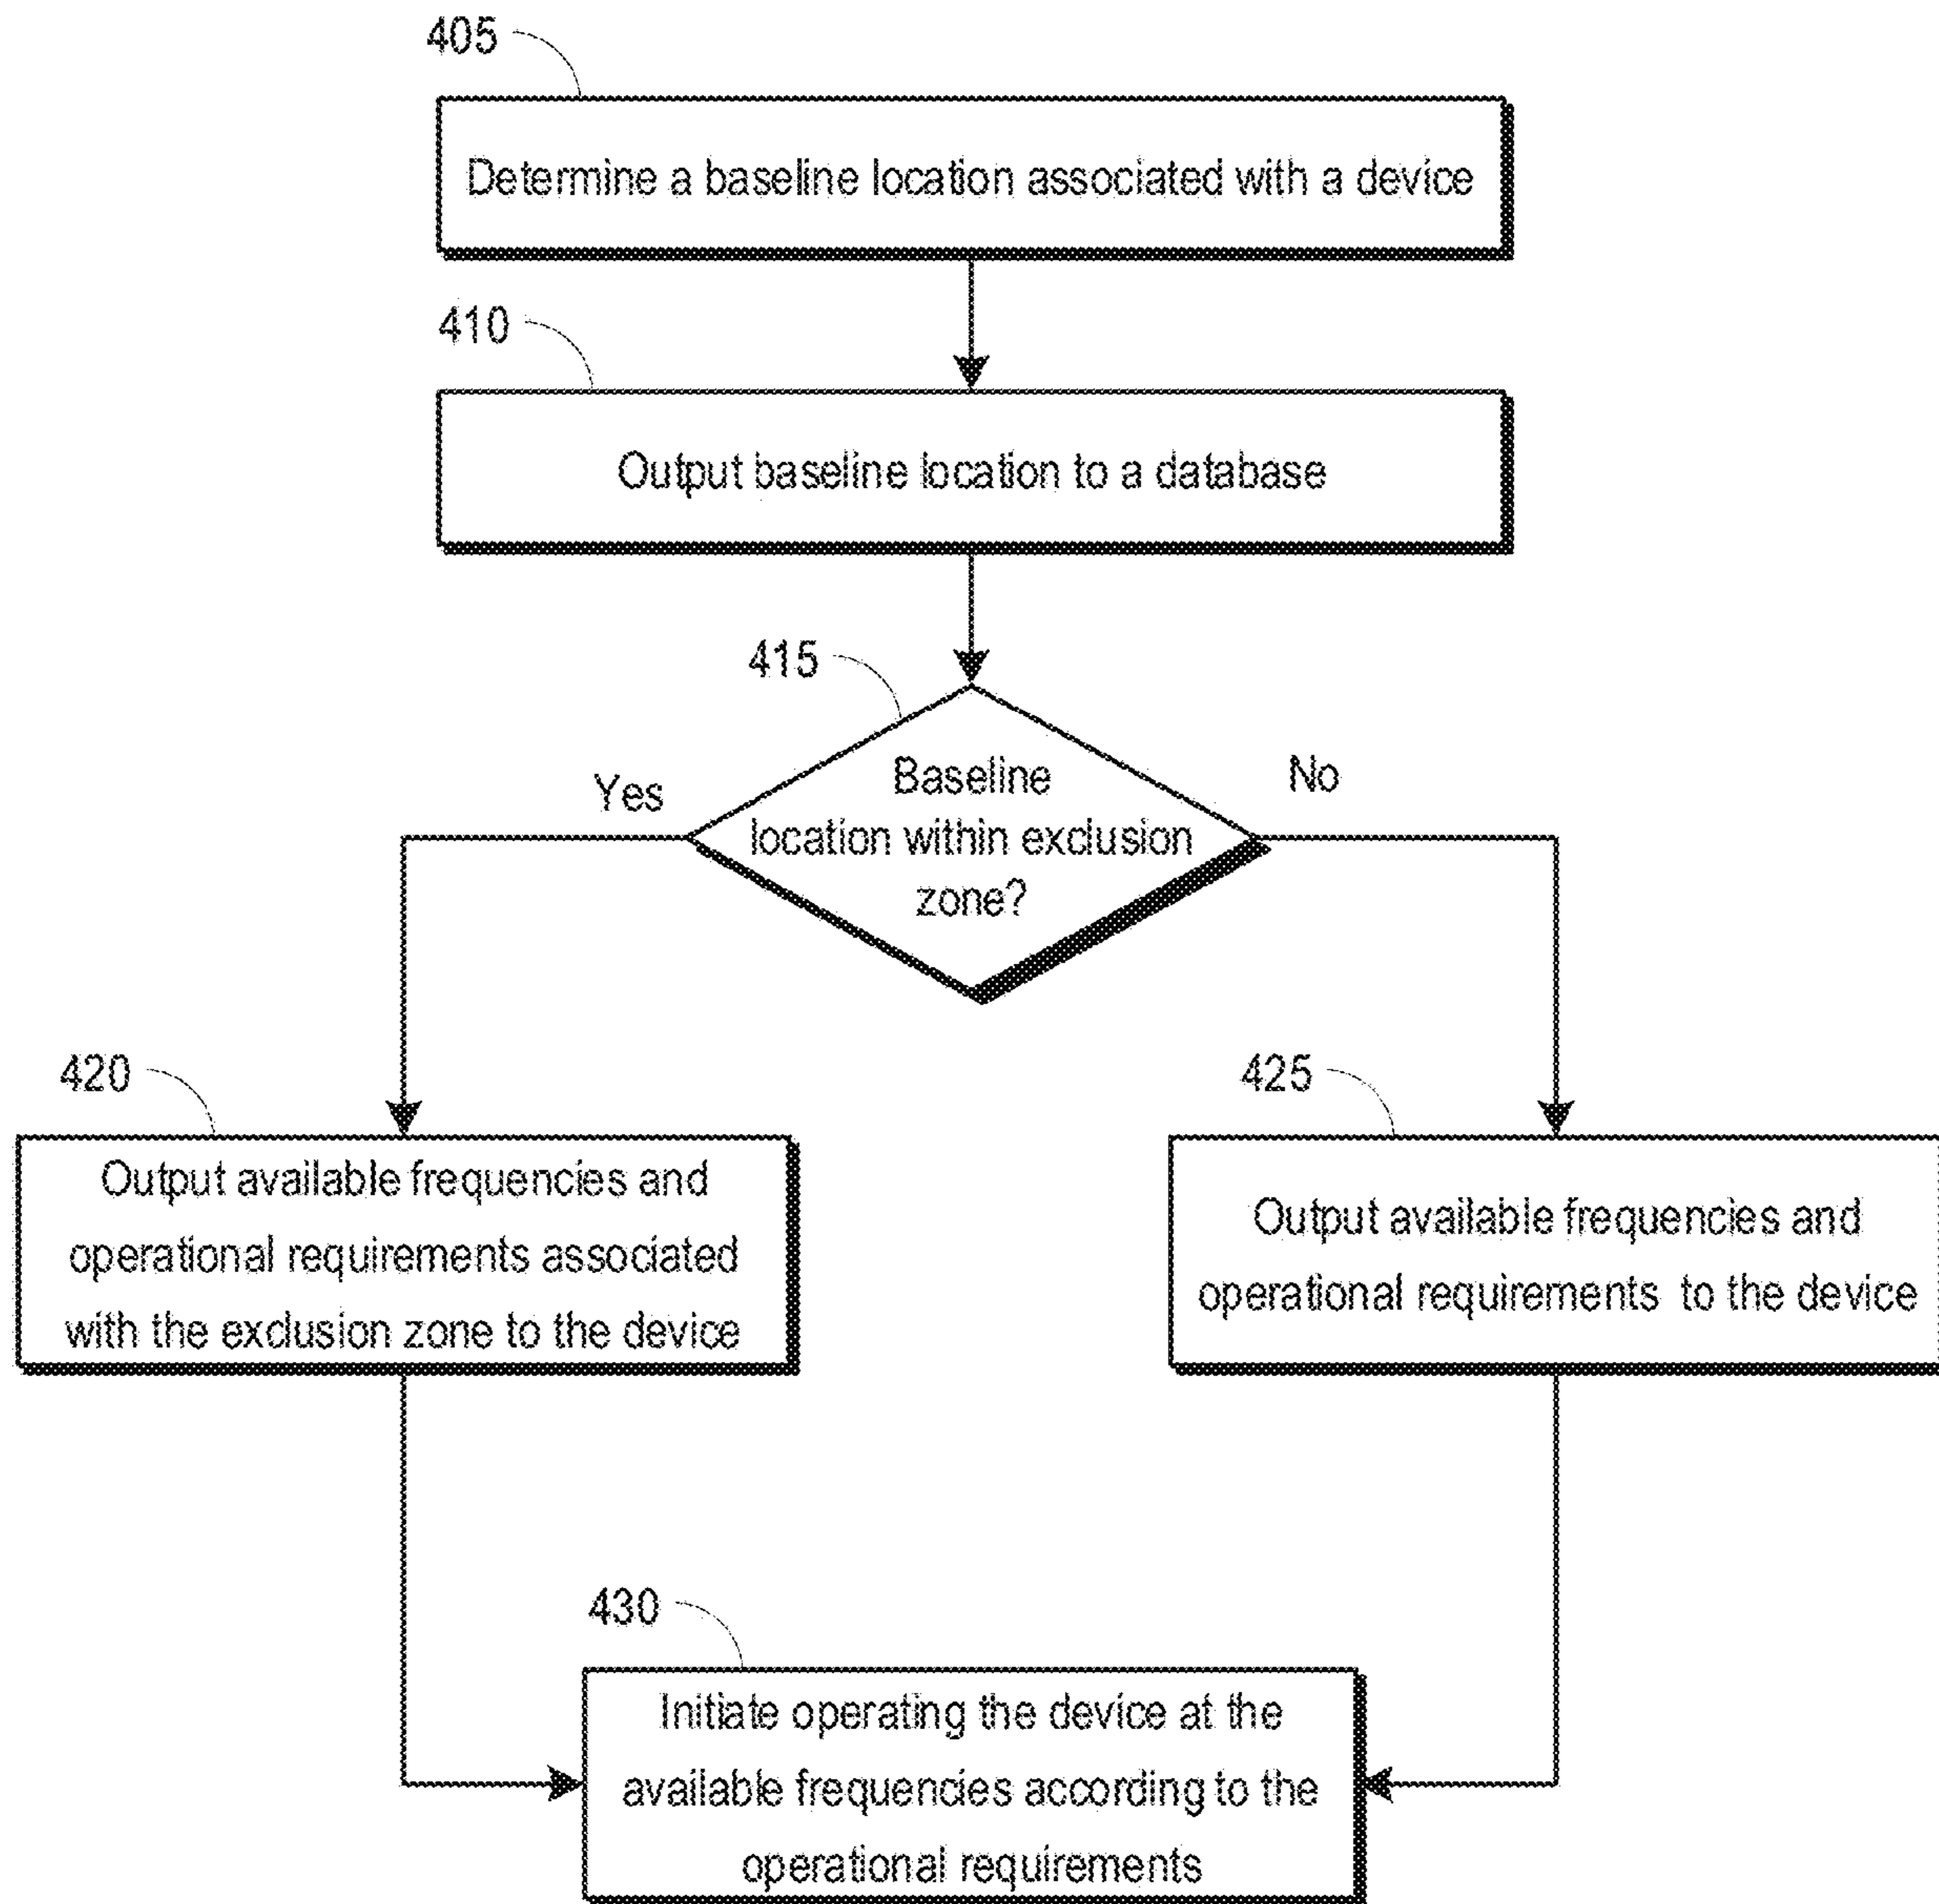 405
Determine a baseline location associated with a device
410
Output baseline location to a database
415
Yes
Baseline
location within exclusion
zone?
No
420
Output available frequencies and
operational requirements associated
with the exclusion zone to the device
425
Output available frequencies and
operational requirements to the device
430
Initiate operating the device at the
available frequencies according to the
operational requirements